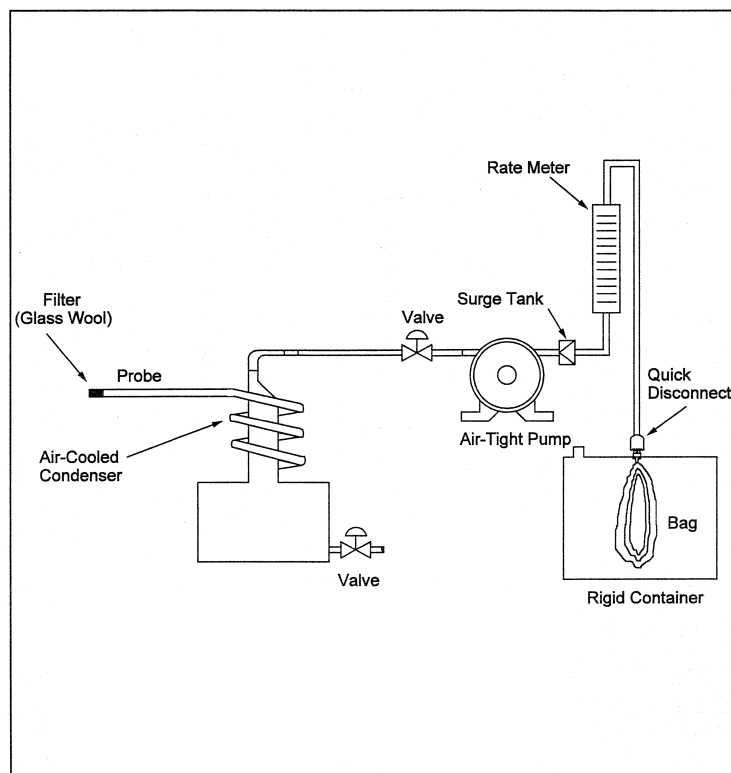 Rate Meter
Surge Tank
Valve
Filter
(Glass Wool)
Probe
Quick
Disconnect
Air-Tight Pump
Air-Cooled
Condenser
Bag
Valve
Rigid Container